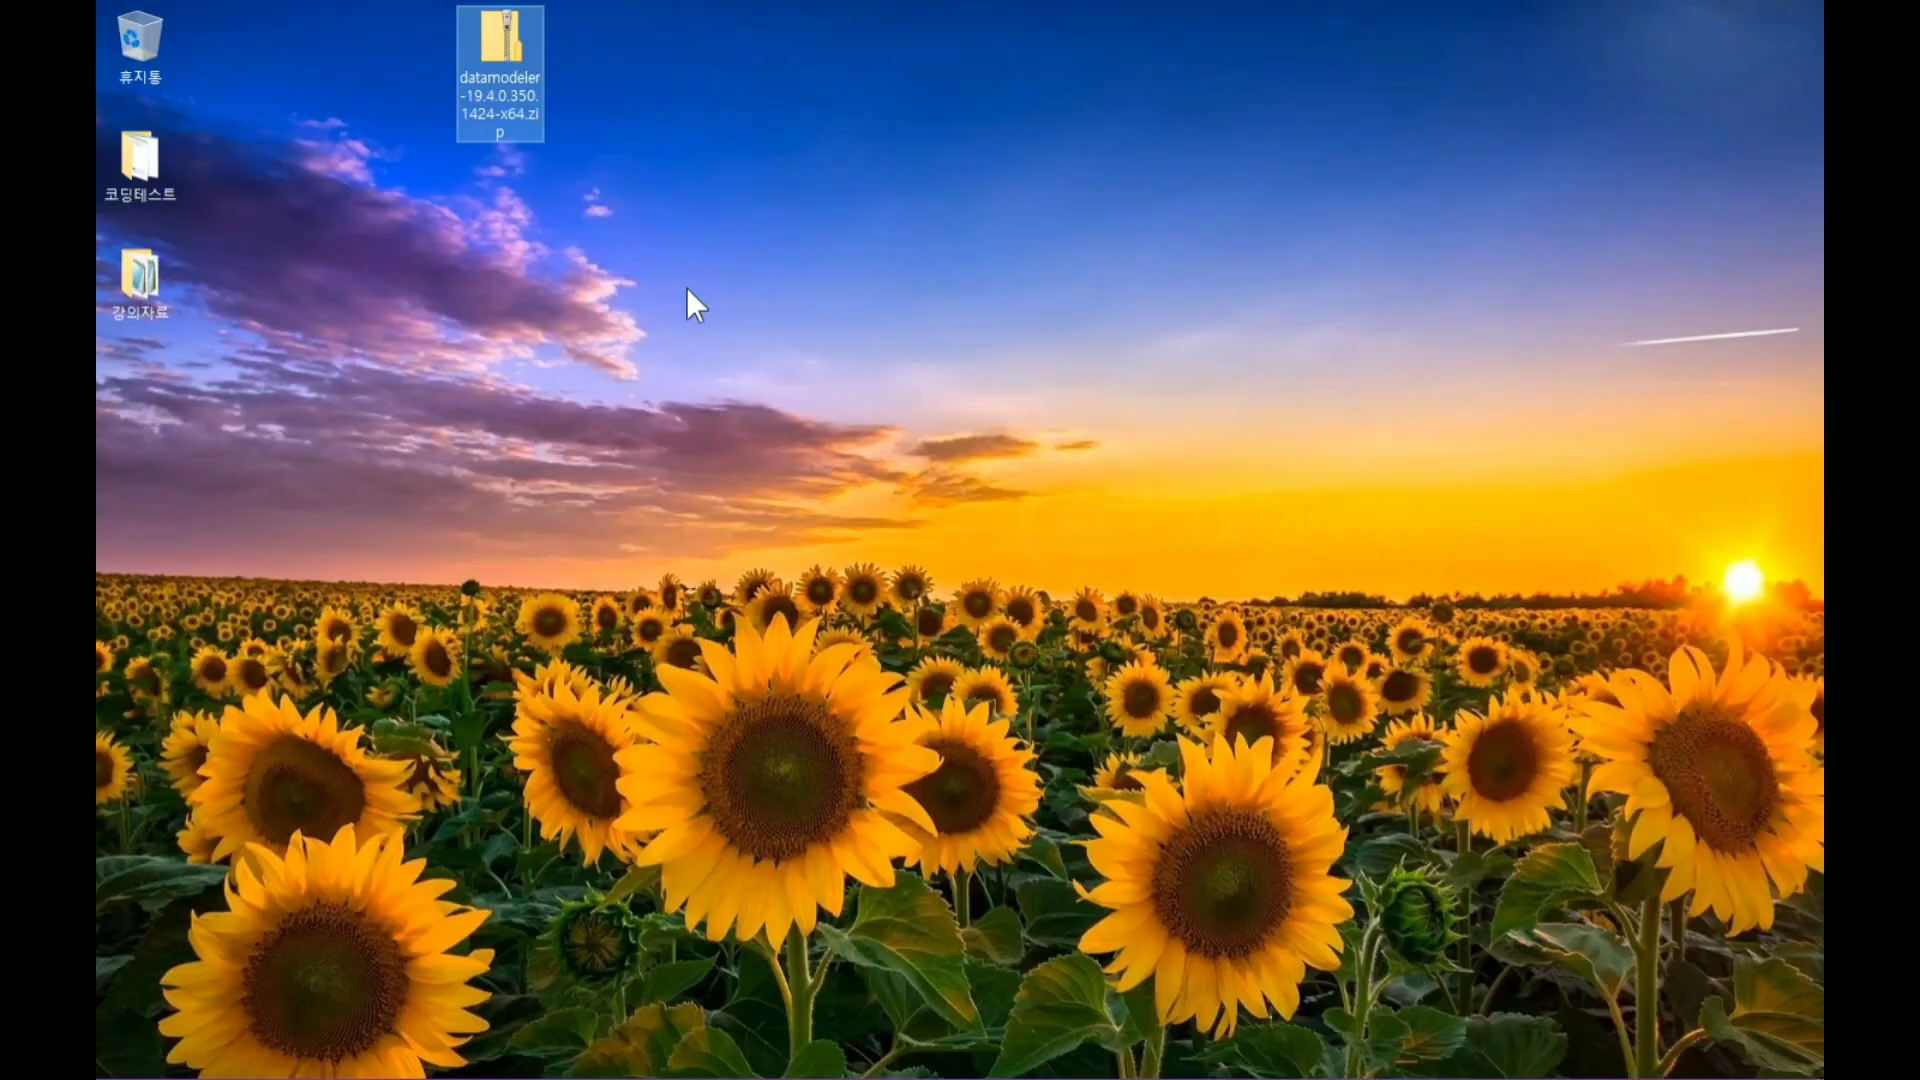 휴지통
코딩테스트
강의자료
datamodeler
-19.4.0.350.
1424-x64.zi
p